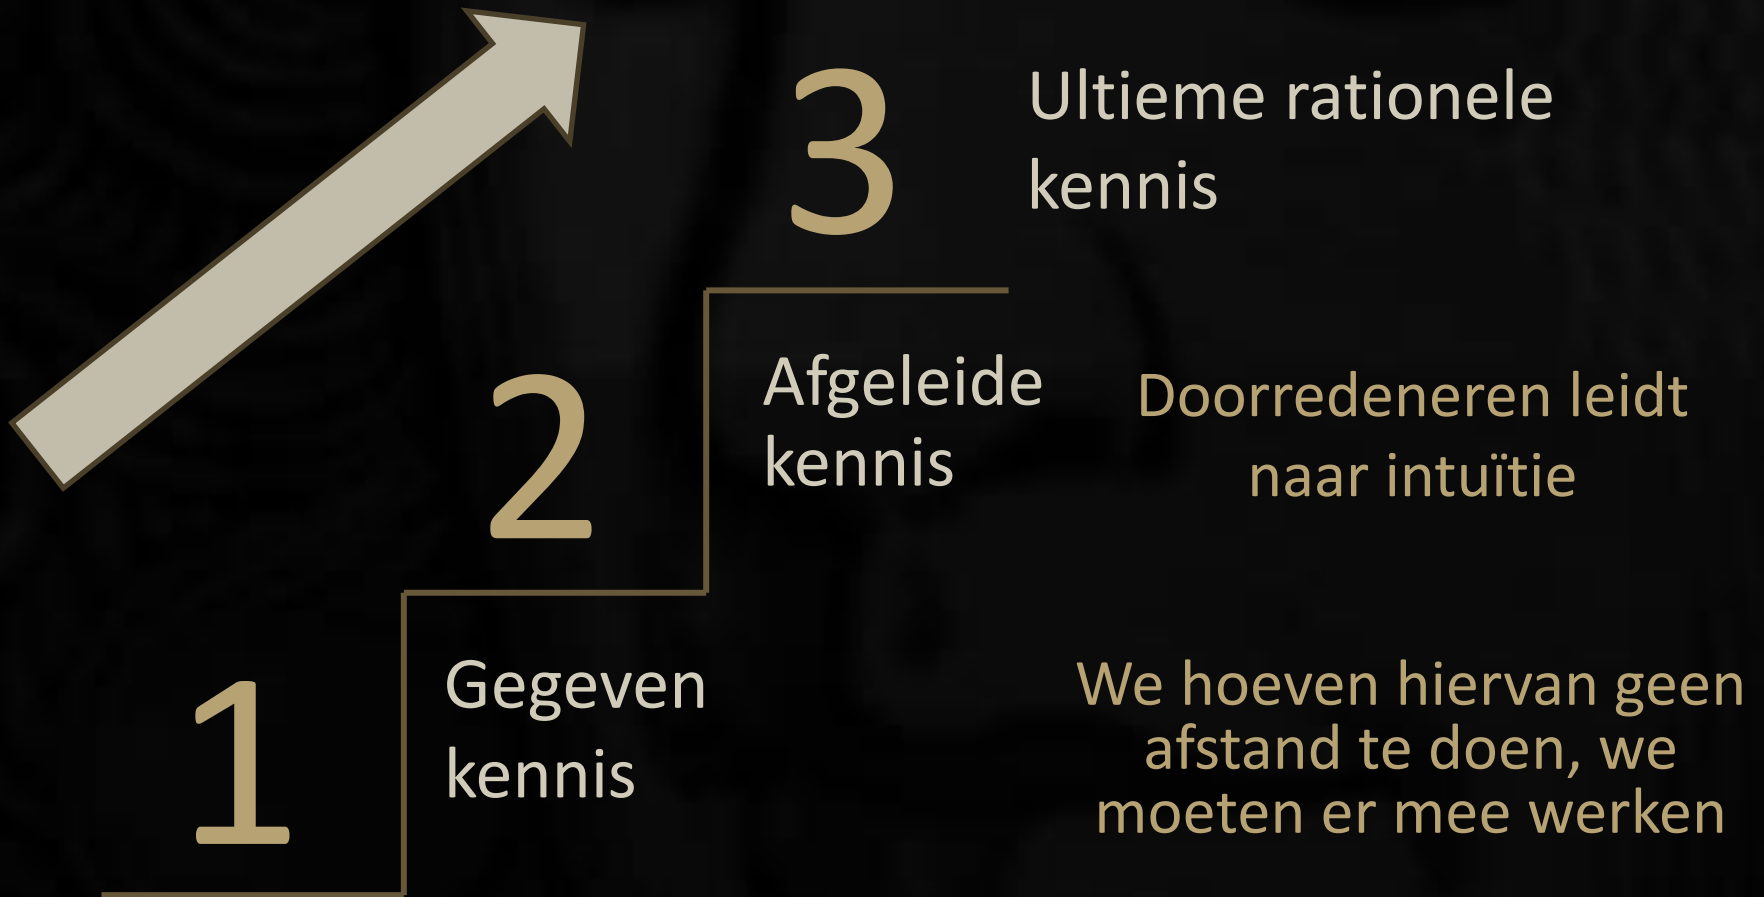 3
Ultieme rationele
kennis
2
Afgeleide
kennis
Doorredeneren leidt
naar intuïtie
1
Gegeven
kennis
We hoeven hiervan geen
afstand te doen, we
moeten er mee werken